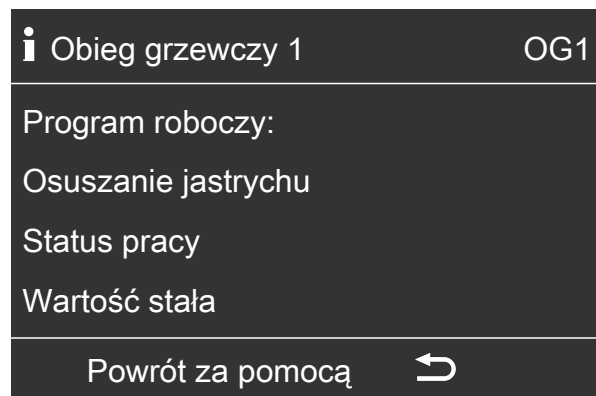 i Obieg grzewczy 1 OG1
Program roboczy:
Osuszanie jastrychu
Status pracy
Wartość stała
Powrót za pomocą